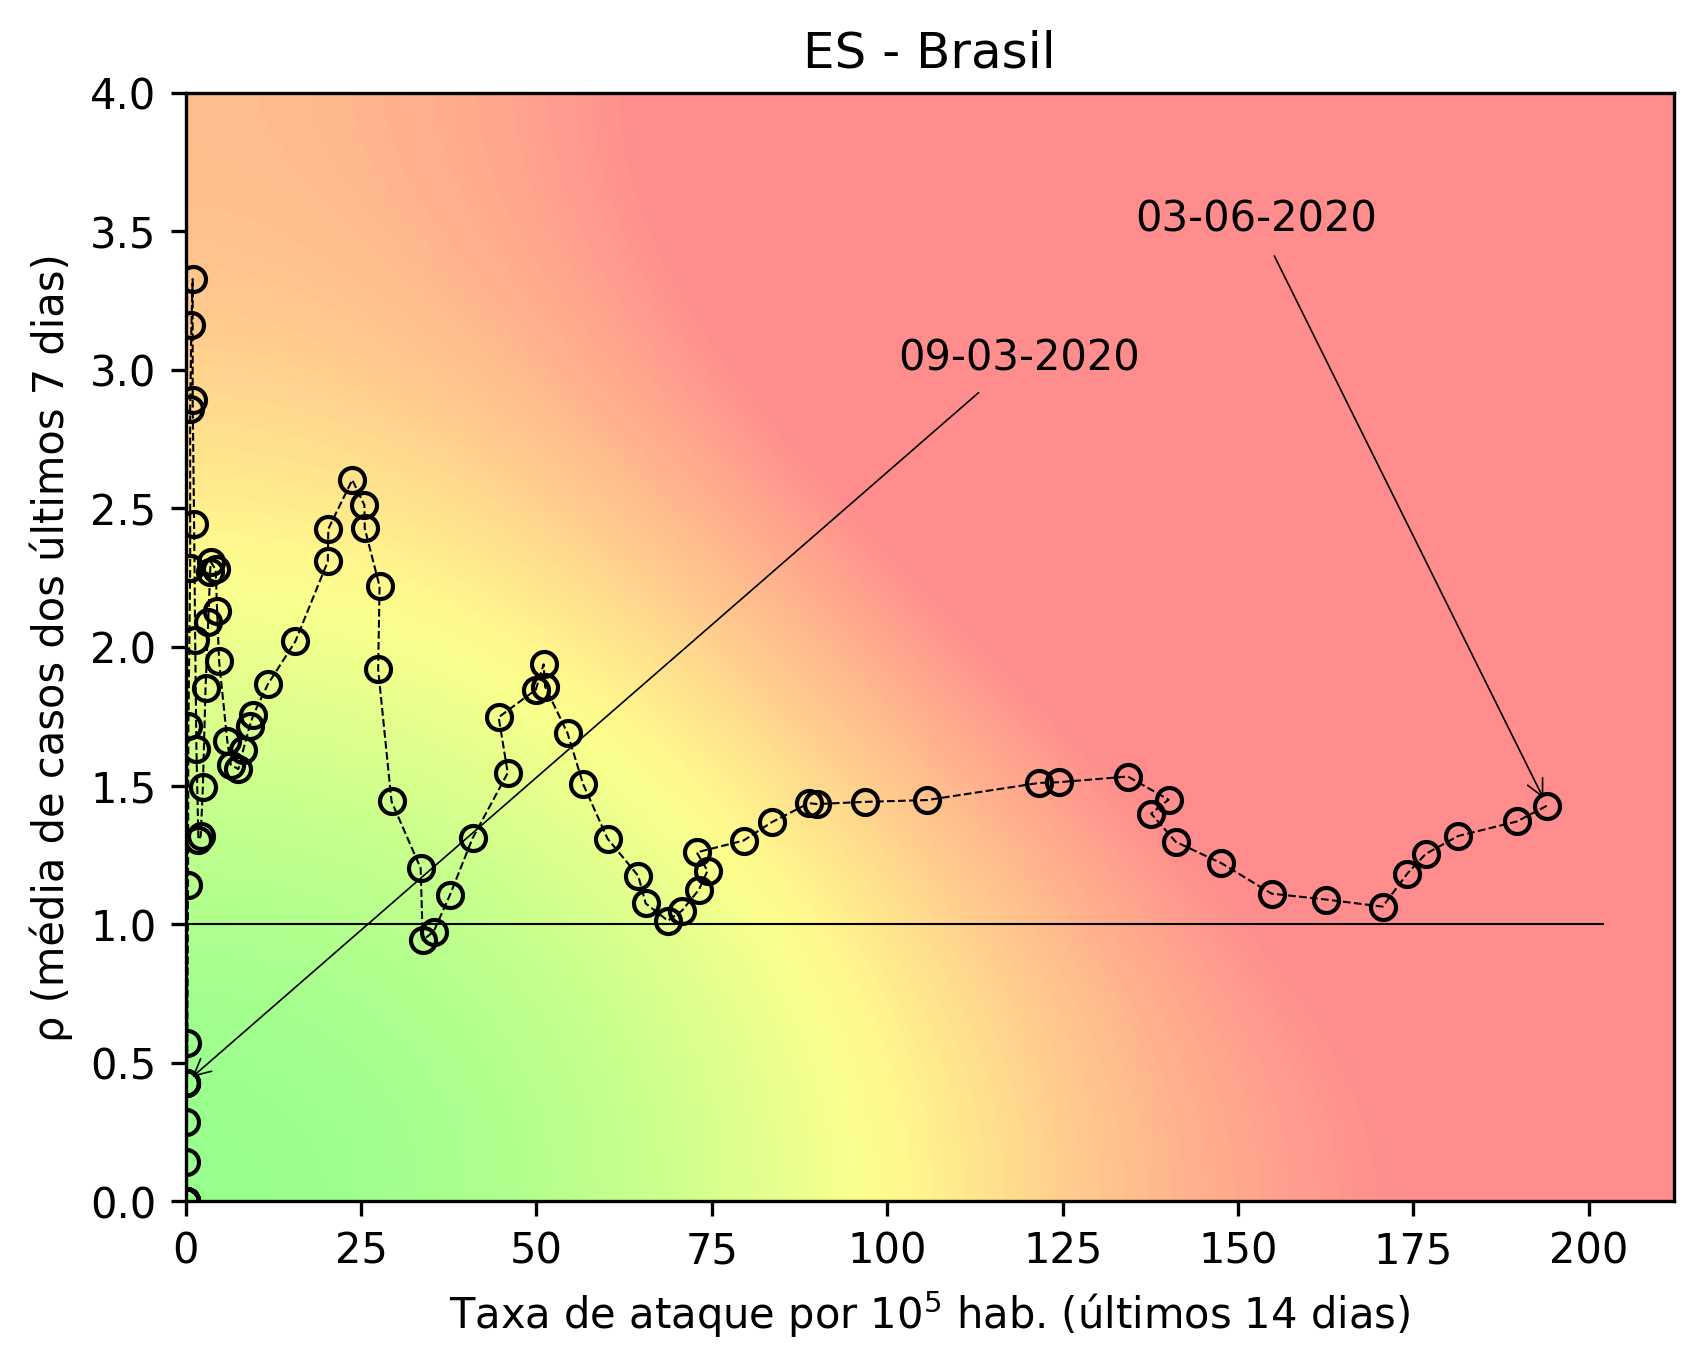 ES - Brasil
4.0
3.5
3.0
2.5
2.0
1.5
1.0
0.5
0.0
ρ (média de casos dos últimos 7 dias)
03-06-2020
09-03-2020
0 25 50 75 100 125 150 175 200
Taxa de ataque por 10⁵ hab. (últimos 14 dias)